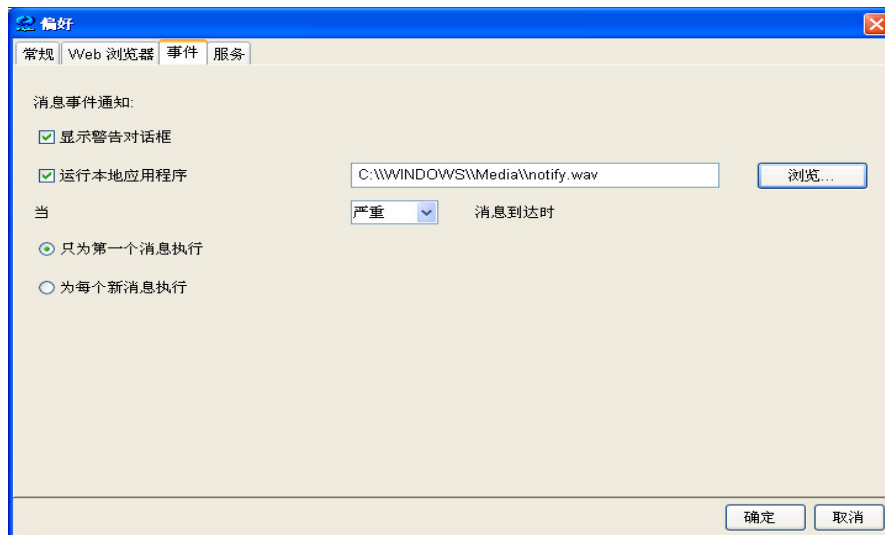 偏好
常规 Web 浏览器 事件 服务
消息事件通知:
显示警告对话框
运行本地应用程序 C:\\WINDOWS\\Media\\notify.wav 浏览...
当 严重 消息到达时
只为第一个消息执行
为每个新消息执行
确定 取消